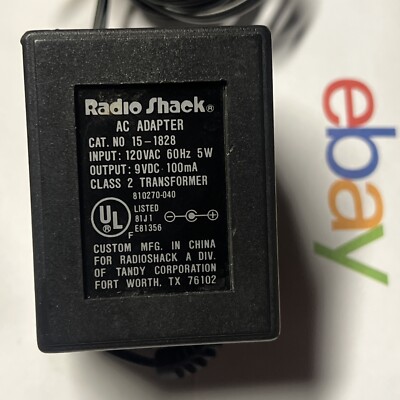 Radio Shack®
AC ADAPTER
CAT. NO 15-1828
INPUT: 120VAC 60Hz 5W
OUTPUT: 9VDC 100mA
CLASS 2 TRANSFORMER
810270-040
UL ®
LISTED
81J1
E81356
- +
CUSTOM MFG. IN CHINA
FOR RADIOSHACK A DIV.
OF TANDY CORPORATION
FORT WORTH, TX 76102
ebay